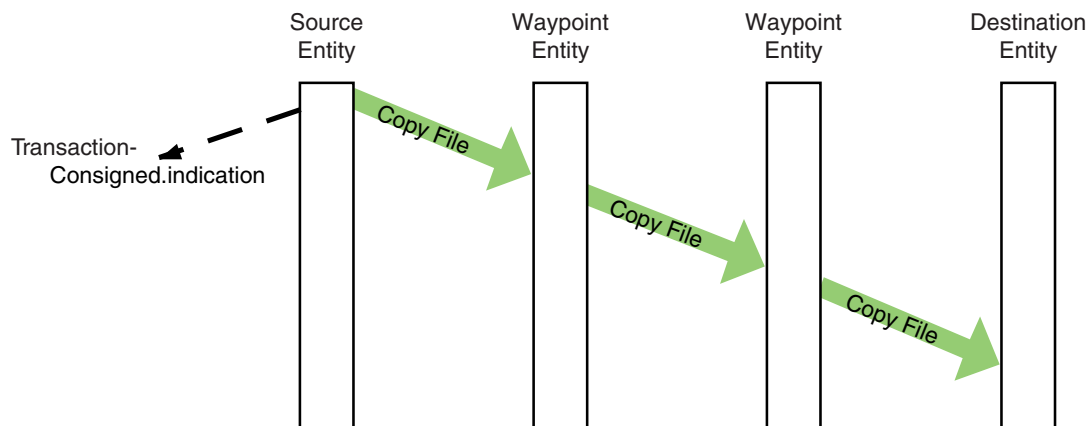 Source
Entity
Waypoint
Entity
Waypoint
Entity
Destination
Entity
Copy File
Transaction-
Consigned.indication
Copy File
Copy File